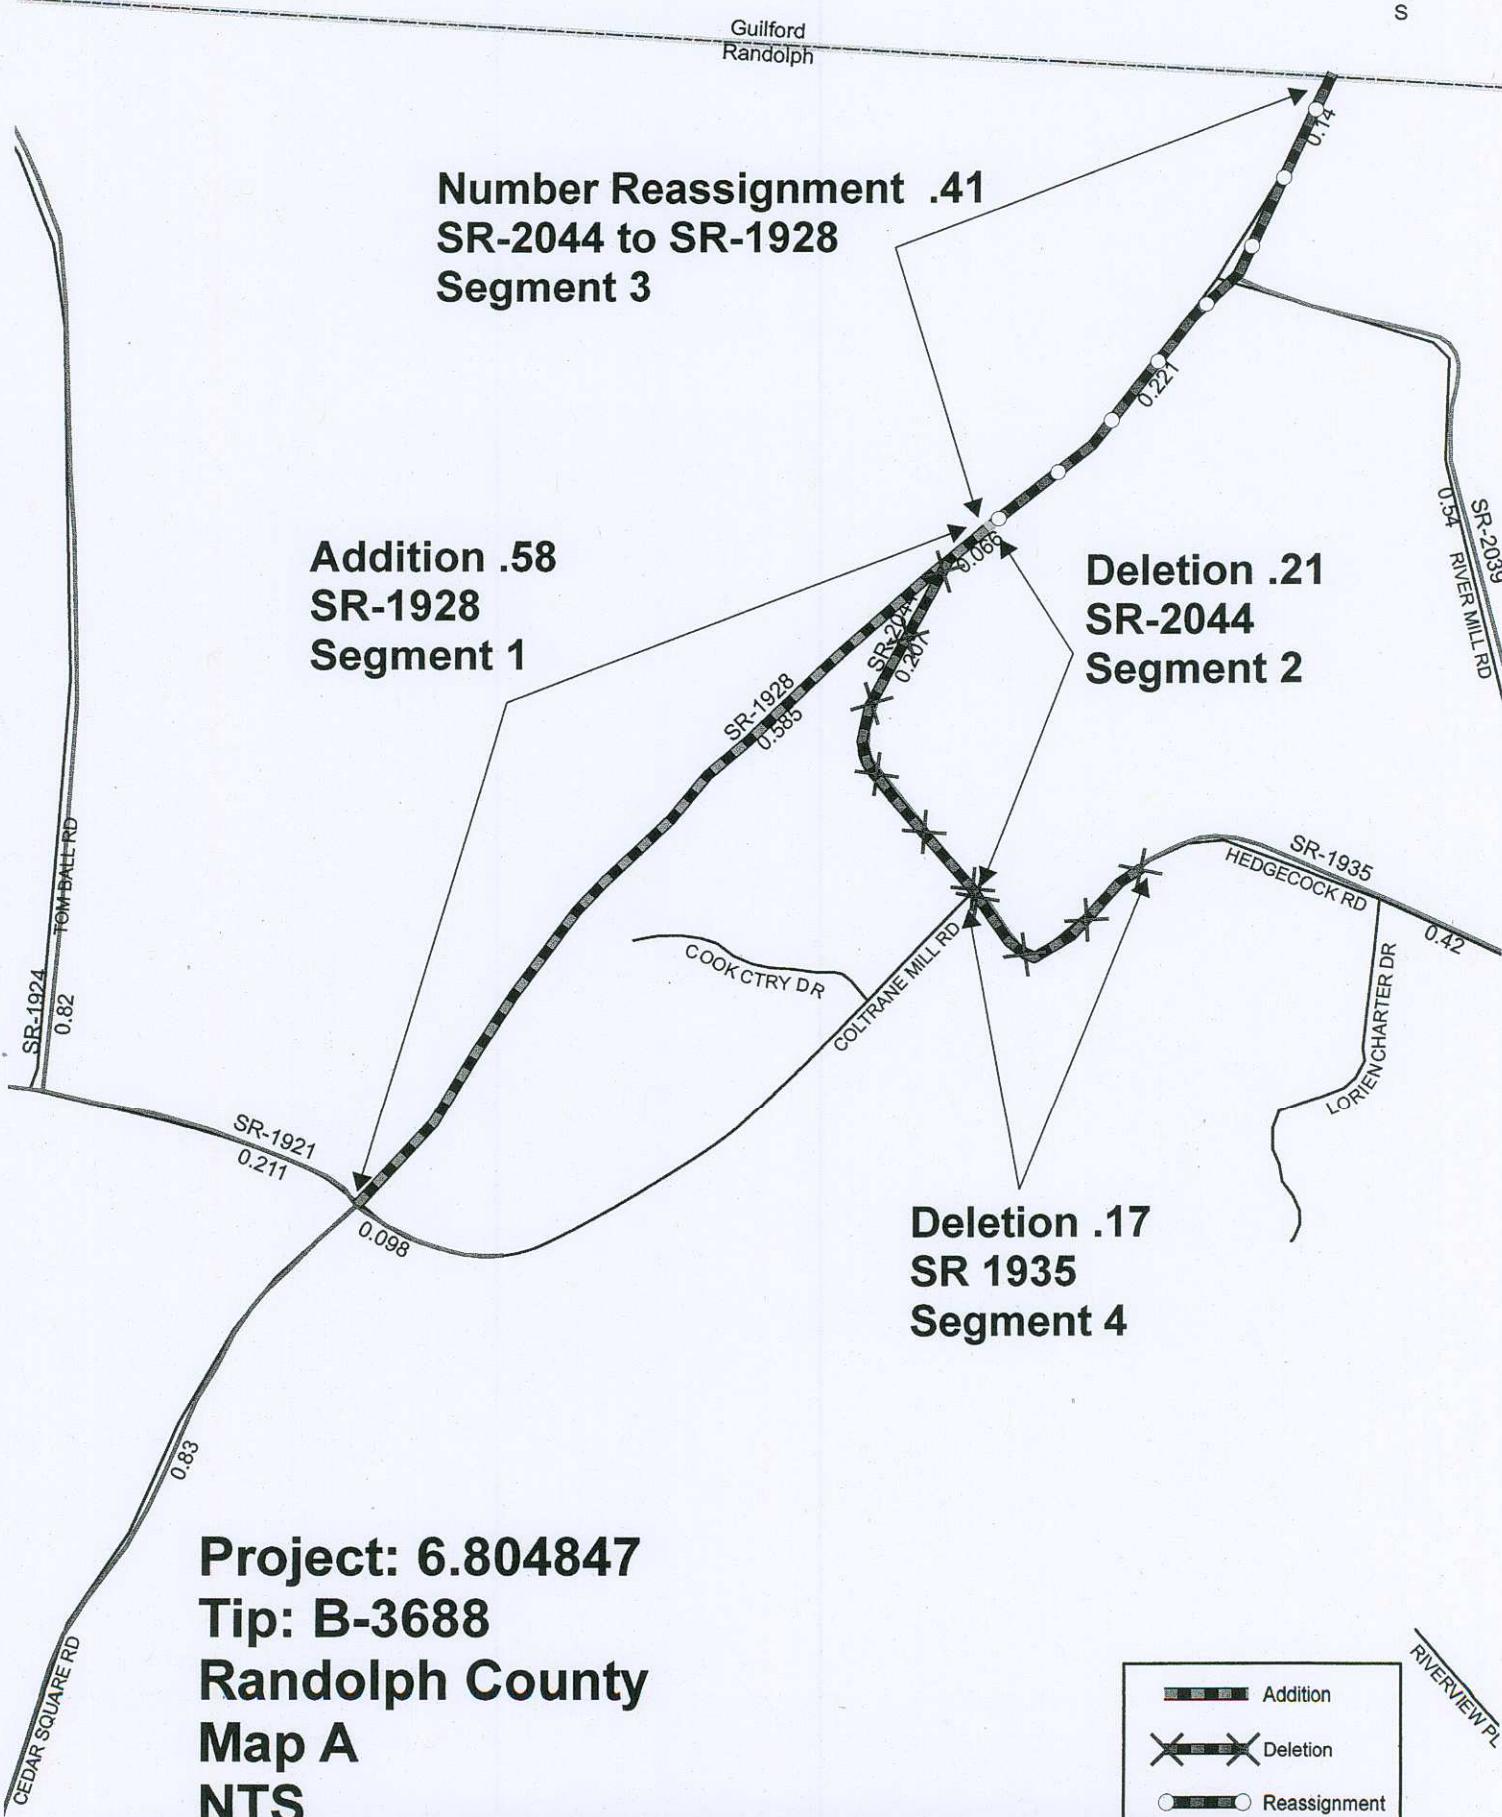 S
Guilford
Randolph
0.14
Number Reassignment .41
SR-2044 to SR-1928
Segment 3
0.221
0.54
SR-2039
RIVER MILL RD
Addition .58
SR-1928
Segment 1
0.066
Deletion .21
SR-2044
Segment 2
SR-2044
0.207
SR-1928
0.585
TOM BALL RD
SR-1924
0.82
SR-1935
HEDGECOCK RD
0.42
COOK CTRY DR
COLTRANE MILL RD
LORIENCHARTER DR
SR-1921
0.211
0.098
Deletion .17
SR 1935
Segment 4
0.83
CEDAR SQUARE RD
Project: 6.804847
Tip: B-3688
Randolph County
Map A
NTS
RIVERVIEW PL
Addition
Deletion
Reassignment